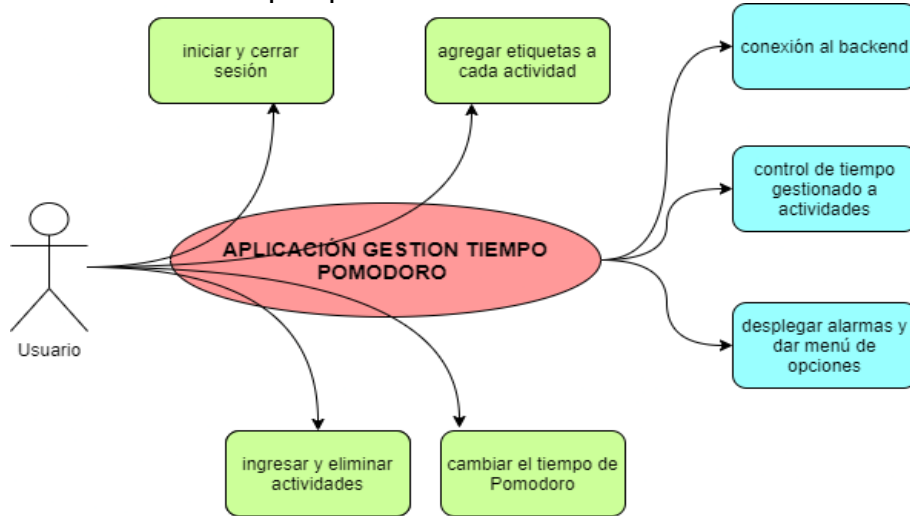 iniciar y cerrar
sesión
agregar etiquetas a
cada actividad
conexión al backend
control de tiempo
gestionado a
actividades
APLICACIÓN GESTION TIEMPO
POMODORO
desplegar alarmas y
dar menú de
opciones
Usuario
ingresar y eliminar
actividades
cambiar el tiempo de
Pomodoro